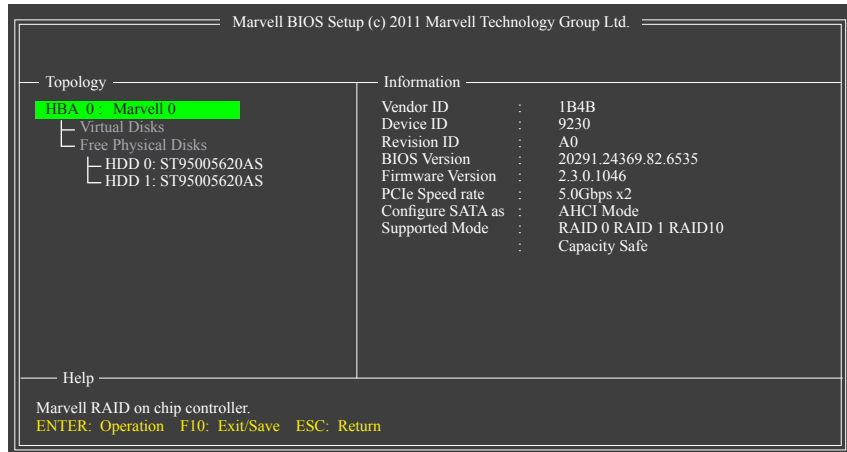 Marvell BIOS Setup (c) 2011 Marvell Technology Group Ltd.
Topology
HBA 0 : Marvell 0
Virtual Disks
Free Physical Disks
HDD 0: ST95005620AS
HDD 1: ST95005620AS
Information
Vendor ID : 1B4B
Device ID : 9230
Revision ID : A0
BIOS Version : 20291.24369.82.6535
Firmware Version : 2.3.0.1046
PCIe Speed rate : 5.0Gbps x2
Configure SATA as : AHCI Mode
Supported Mode : RAID 0 RAID 1 RAID10
: Capacity Safe
Help
Marvell RAID on chip controller.
ENTER: Operation F10: Exit/Save ESC: Return